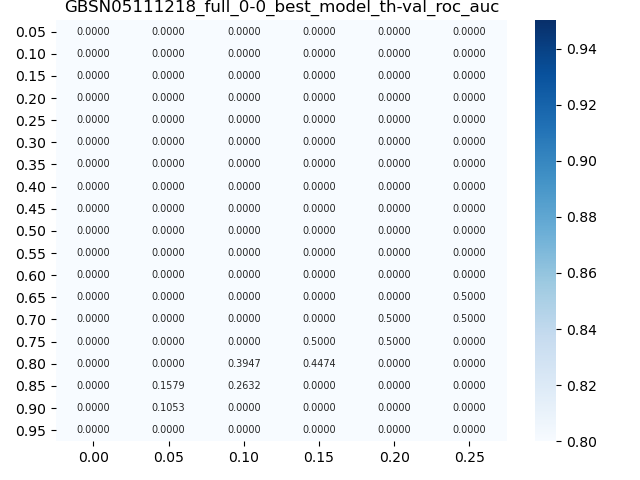 GBSN05111218_full_0-0_best_model_th-val_roc_auc
0.05 0.0000 0.0000 0.0000 0.0000 0.0000 0.0000
0.10 0.0000 0.0000 0.0000 0.0000 0.0000 0.0000
0.15 0.0000 0.0000 0.0000 0.0000 0.0000 0.0000
0.20 0.0000 0.0000 0.0000 0.0000 0.0000 0.0000
0.25 0.0000 0.0000 0.0000 0.0000 0.0000 0.0000
0.30 0.0000 0.0000 0.0000 0.0000 0.0000 0.0000
0.35 0.0000 0.0000 0.0000 0.0000 0.0000 0.0000
0.40 0.0000 0.0000 0.0000 0.0000 0.0000 0.0000
0.45 0.0000 0.0000 0.0000 0.0000 0.0000 0.0000
0.50 0.0000 0.0000 0.0000 0.0000 0.0000 0.0000
0.55 0.0000 0.0000 0.0000 0.0000 0.0000 0.0000
0.60 0.0000 0.0000 0.0000 0.0000 0.0000 0.0000
0.65 0.0000 0.0000 0.0000 0.0000 0.0000 0.5000
0.70 0.0000 0.0000 0.0000 0.0000 0.5000 0.5000
0.75 0.0000 0.0000 0.0000 0.5000 0.5000 0.0000
0.80 0.0000 0.0000 0.3947 0.4474 0.0000 0.0000
0.85 0.0000 0.1579 0.2632 0.0000 0.0000 0.0000
0.90 0.0000 0.1053 0.0000 0.0000 0.0000 0.0000
0.95 0.0000 0.0000 0.0000 0.0000 0.0000 0.0000
0.00 0.05 0.10 0.15 0.20 0.25
0.94
0.92
0.90
0.88
0.86
0.84
0.82
0.80